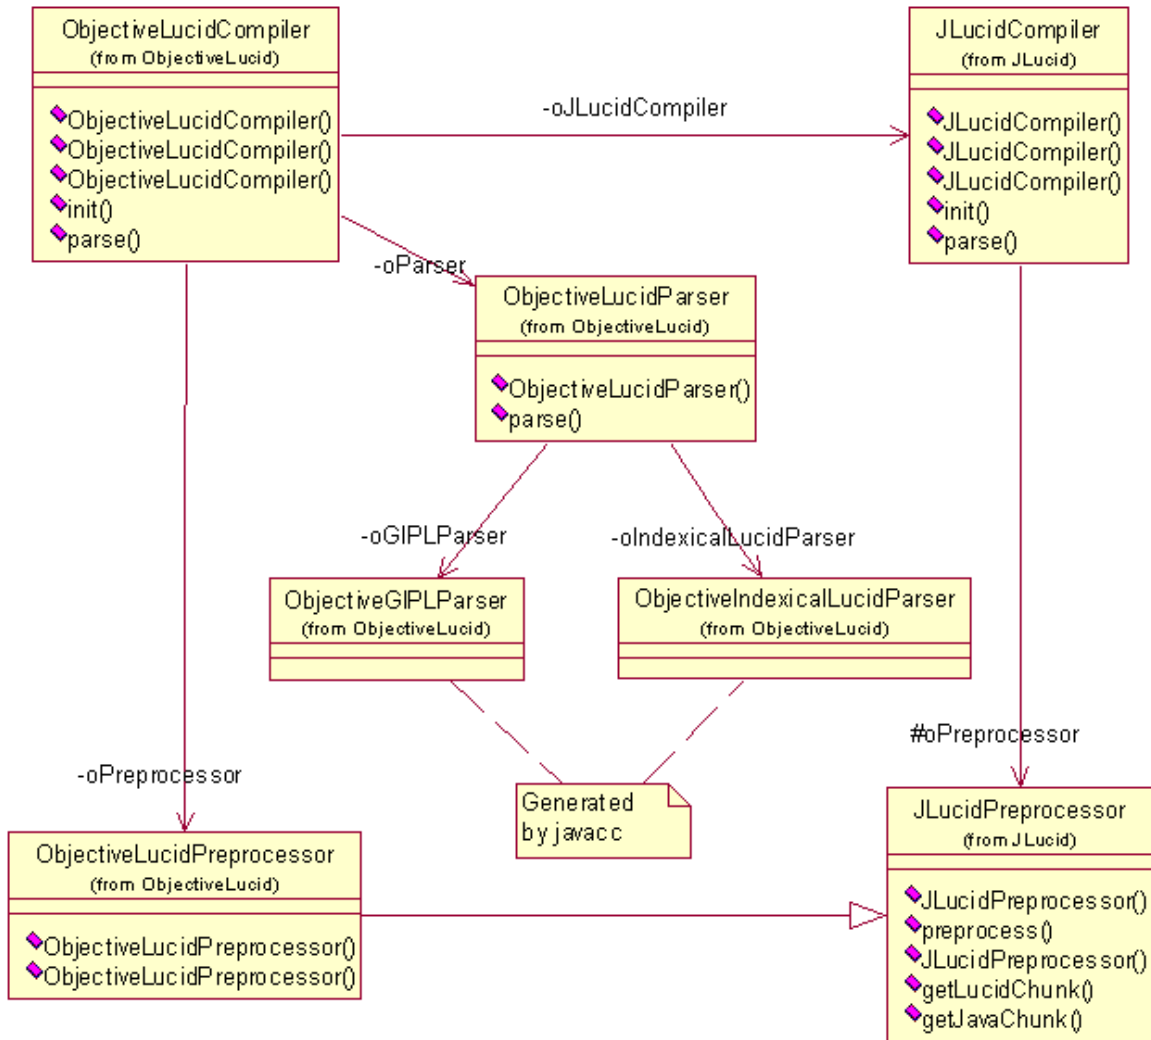 ObjectiveLucidCompiler
(from ObjectiveLucid)
ObjectiveLucidCompiler()
ObjectiveLucidCompiler()
ObjectiveLucidCompiler()
init()
parse()
JLucidCompiler
(from JLucid)
JLucidCompiler()
JLucidCompiler()
JLucidCompiler()
init()
parse()
-oJLucidCompiler
-oParser
ObjectiveLucidParser
(from ObjectiveLucid)
ObjectiveLucidParser()
parse()
-oGIPLParser
-oIndexicalLucidParser
ObjectiveGIPLParser
(from ObjectiveLucid)
ObjectiveIndexicalLucidParser
(from ObjectiveLucid)
-oPreprocessor
#oPreprocessor
Generated
by javacc
ObjectiveLucidPreprocessor
(from ObjectiveLucid)
ObjectiveLucidPreprocessor()
ObjectiveLucidPreprocessor()
JLucidPreprocessor
(from JLucid)
JLucidPreprocessor()
preprocess()
JLucidPreprocessor()
getLucidChunk()
getJavaChunk()